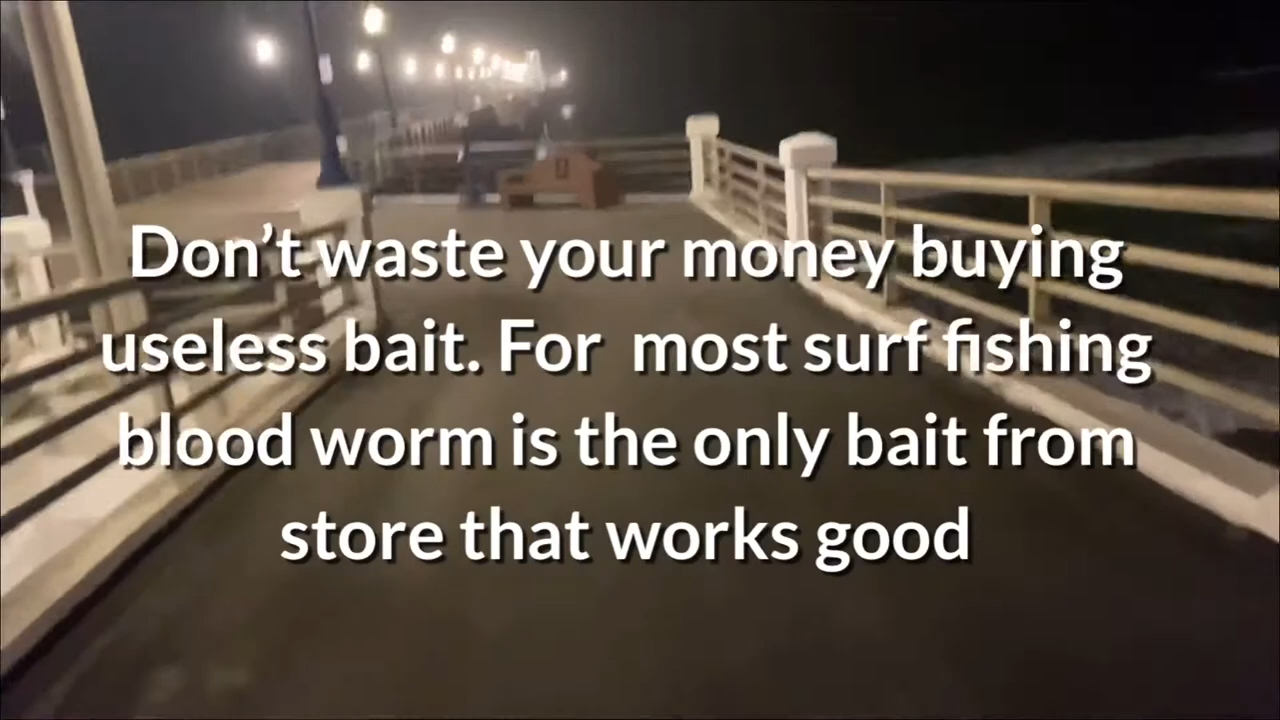 Don’t waste your money buying
useless bait. For  most surf fishing
blood worm is the only bait from
store that works good